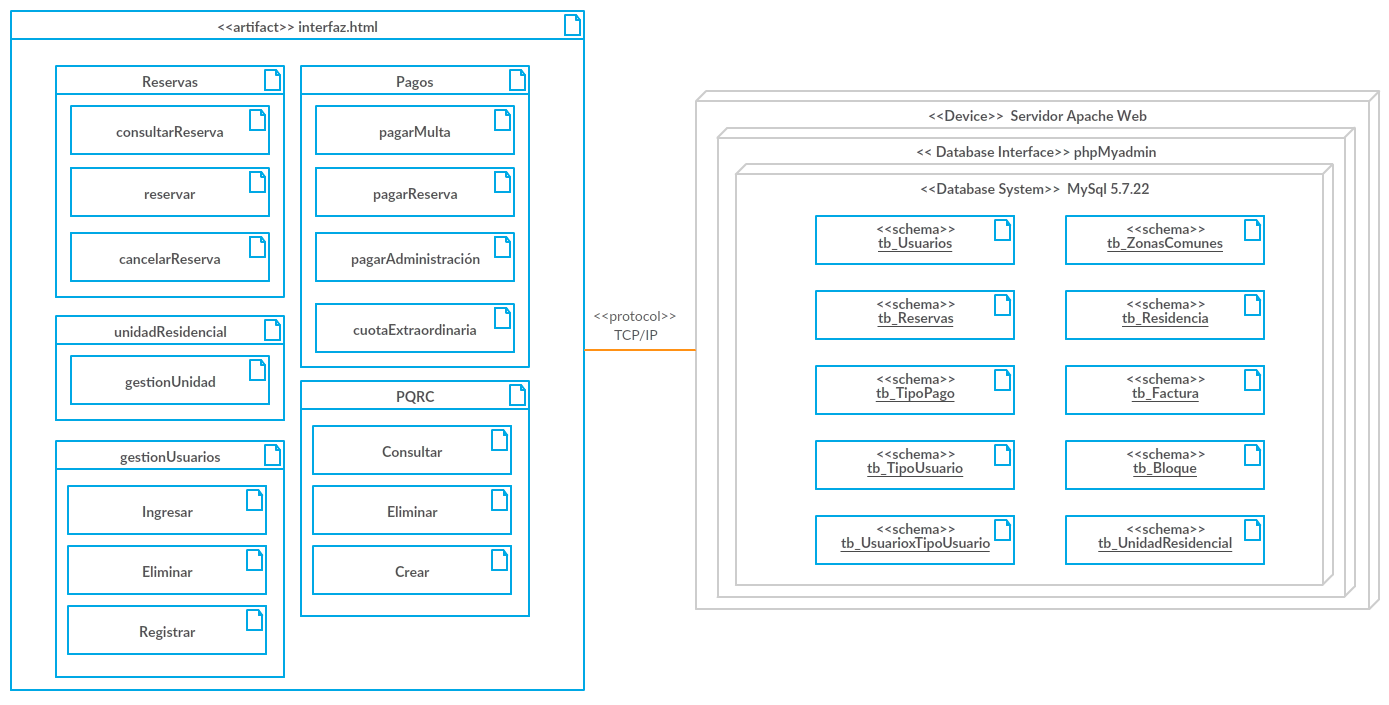 <<artifact>> interfaz.html
Reservas
consultarReserva
reservar
cancelarReserva
unidadResidencial
gestionUnidad
gestionUsuarios
Ingresar
Eliminar
Registrar
Pagos
pagarMulta
pagarReserva
pagarAdministración
cuotaExtraordinaria
PQRC
Consultar
Eliminar
Crear
<<protocol>>
TCP/IP
<<Device>> Servidor Apache Web
<< Database Interface>> phpMyadmin
<<Database System>> MySql 5.7.22
<<schema>>
tb_Usuarios
<<schema>>
tb_ZonasComunes
<<schema>>
tb_Reservas
<<schema>>
tb_Residencia
<<schema>>
tb_TipoPago
<<schema>>
tb_Factura
<<schema>>
tb_TipoUsuario
<<schema>>
tb_Bloque
<<schema>>
tb_UsuarioxTipoUsuario
<<schema>>
tb_UnidadResidencial